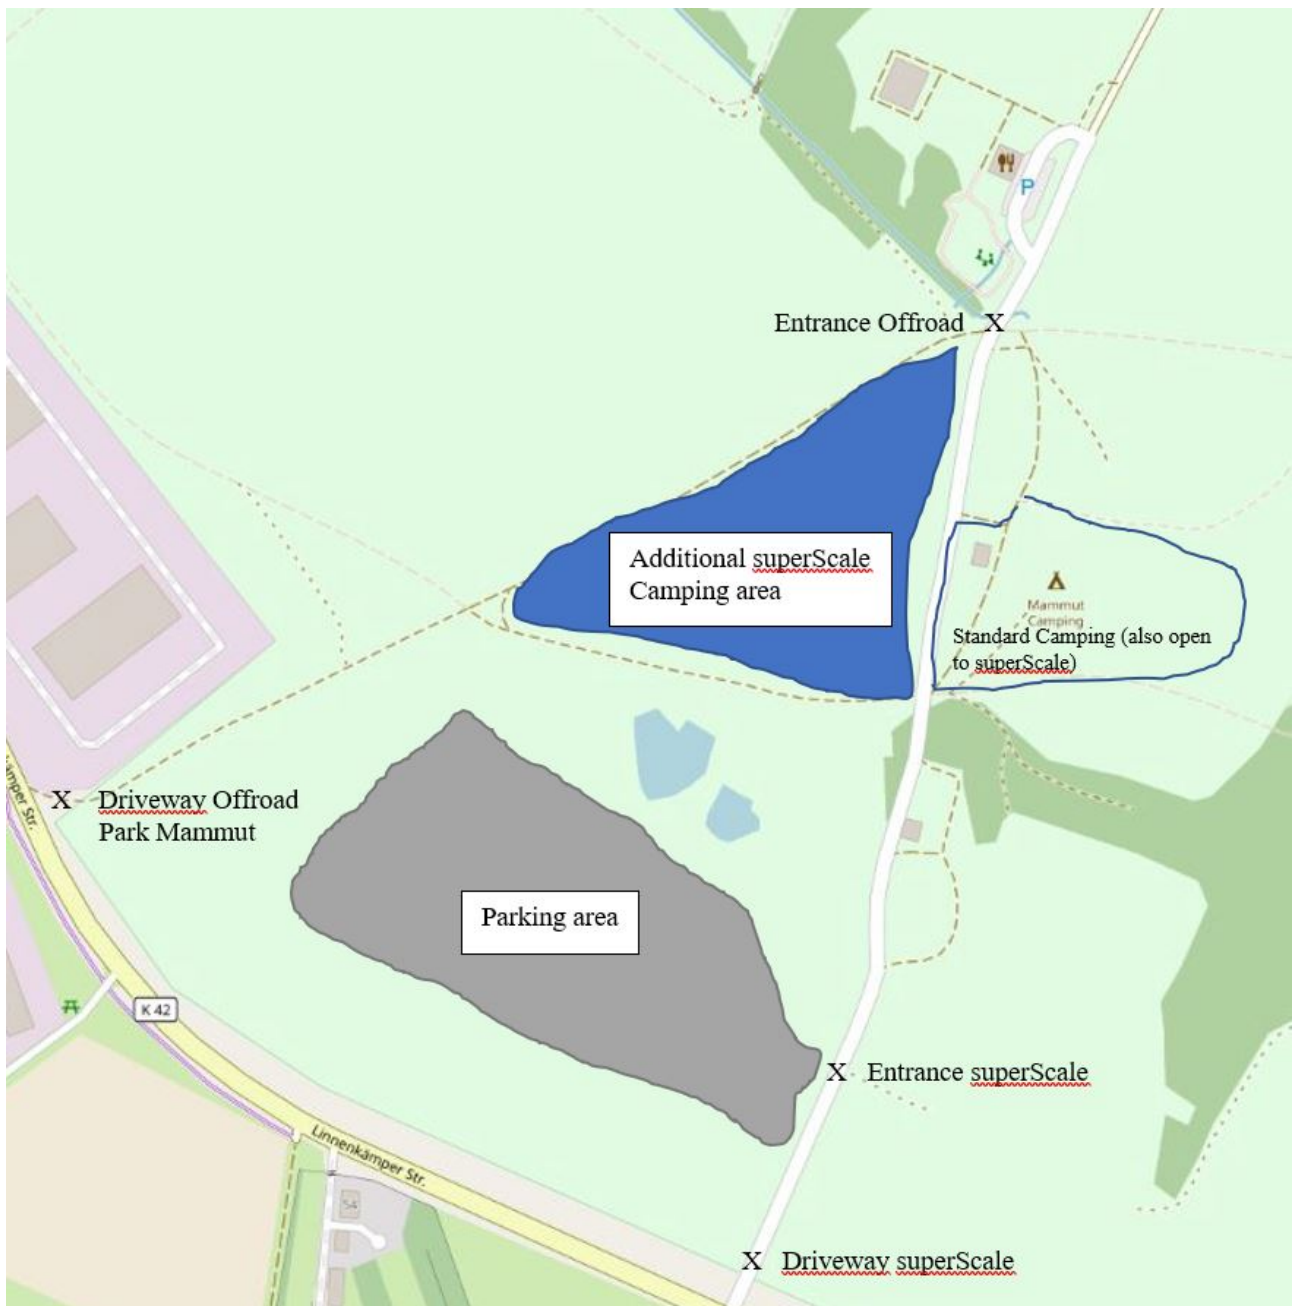 P
Entrance Offroad
X
Additional superScale
Camping area
Mammut
Camping
Standard Camping (also open
to superScale)
X
Driveway Offroad
Park Mammut
Parking area
K 42
X
Entrance superScale
Linnenkämper Str.
54
X
Driveway superScale